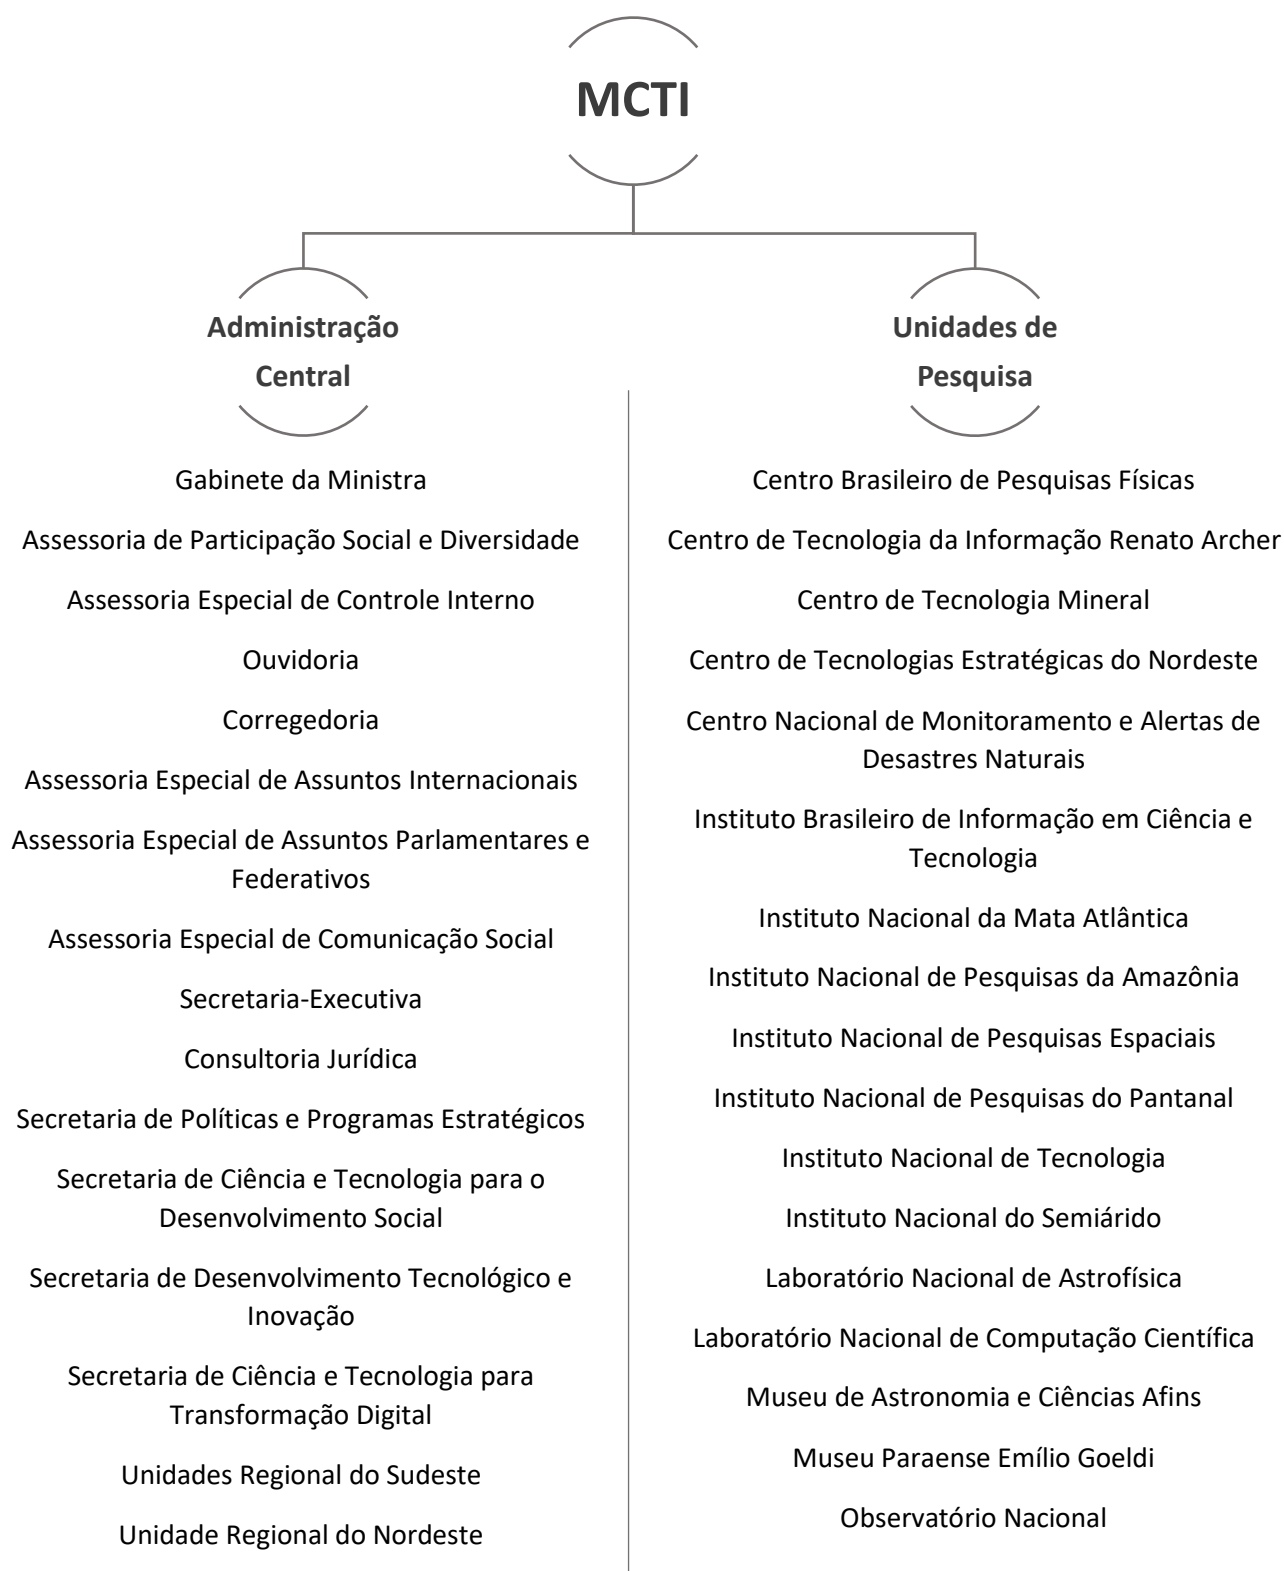 MCTI
Administração
Central
Gabinete da Ministra
Assessoria de Participação Social e Diversidade
Assessoria Especial de Controle Interno
Ouvidoria
Corregedoria
Assessoria Especial de Assuntos Internacionais
Assessoria Especial de Assuntos Parlamentares e
Federativos
Assessoria Especial de Comunicação Social
Secretaria-Executiva
Consultoria Jurídica
Secretaria de Políticas e Programas Estratégicos
Secretaria de Ciência e Tecnologia para o
Desenvolvimento Social
Secretaria de Desenvolvimento Tecnológico e
Inovação
Secretaria de Ciência e Tecnologia para
Transformação Digital
Unidades Regional do Sudeste
Unidade Regional do Nordeste
Unidades de
Pesquisa
Centro Brasileiro de Pesquisas Físicas
Centro de Tecnologia da Informação Renato Archer
Centro de Tecnologia Mineral
Centro de Tecnologias Estratégicas do Nordeste
Centro Nacional de Monitoramento e Alertas de
Desastres Naturais
Instituto Brasileiro de Informação em Ciência e
Tecnologia
Instituto Nacional da Mata Atlântica
Instituto Nacional de Pesquisas da Amazônia
Instituto Nacional de Pesquisas Espaciais
Instituto Nacional de Pesquisas do Pantanal
Instituto Nacional de Tecnologia
Instituto Nacional do Semiárido
Laboratório Nacional de Astrofísica
Laboratório Nacional de Computação Científica
Museu de Astronomia e Ciências Afins
Museu Paraense Emílio Goeldi
Observatório Nacional